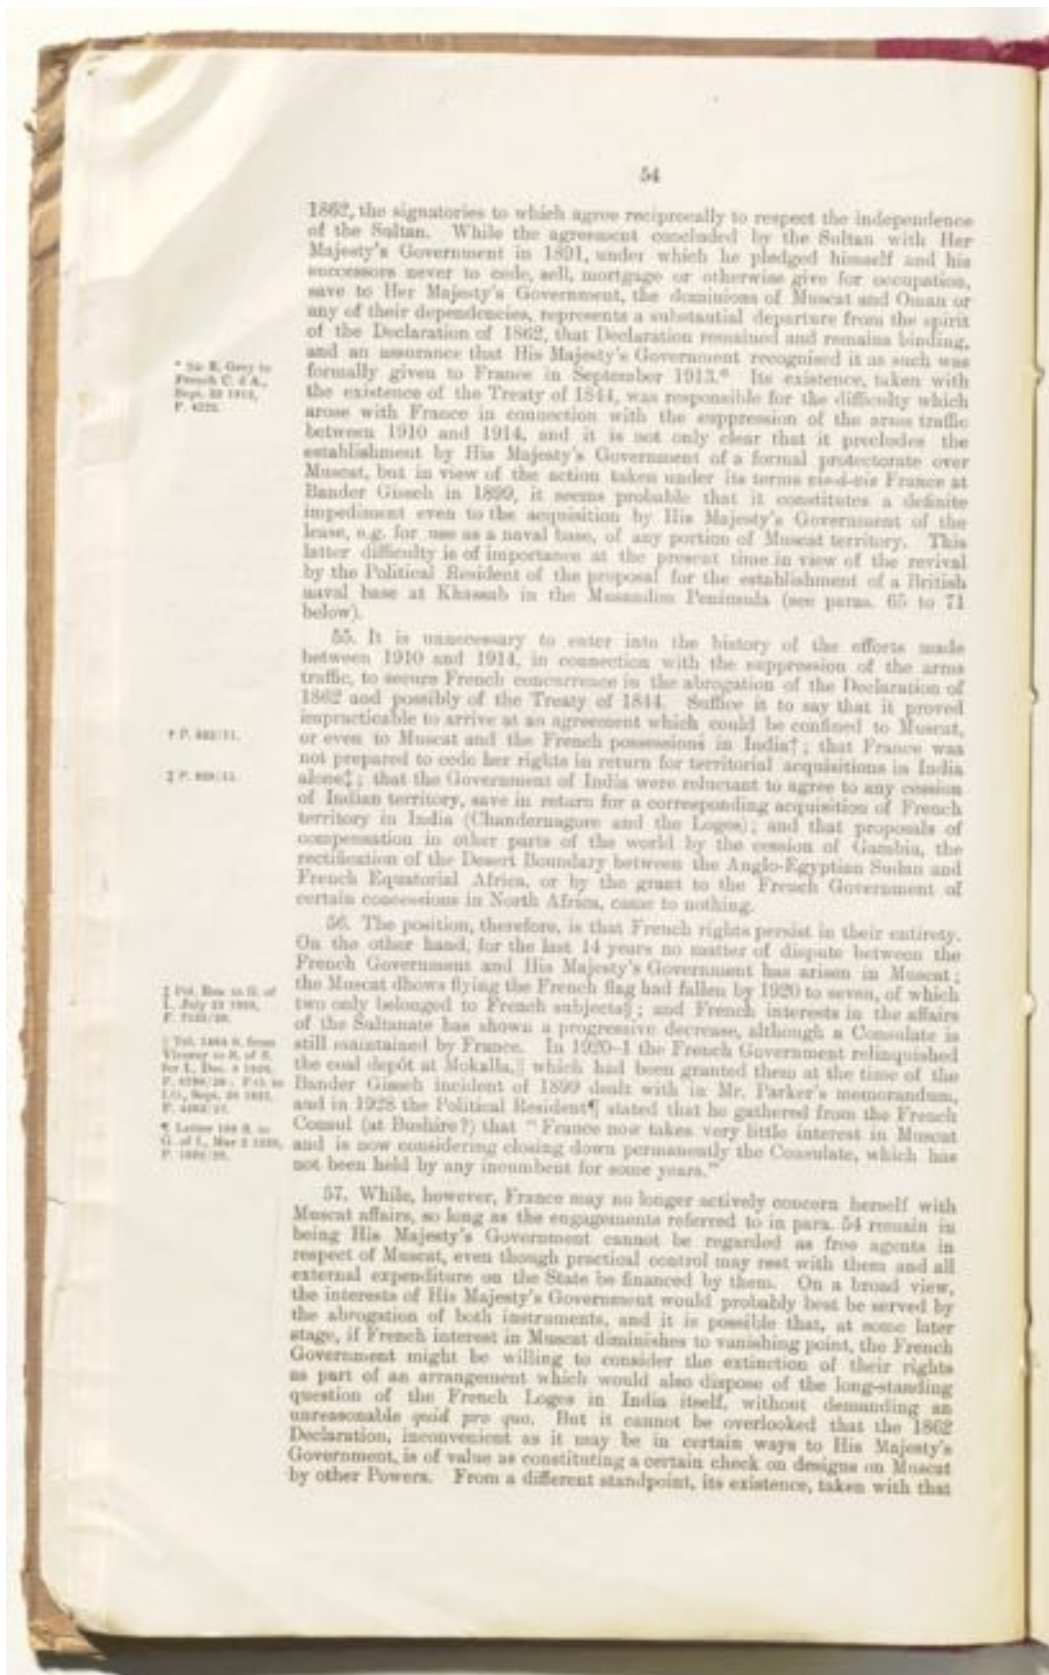 54
1862, the signatories to which agree reciprocally to respect the independence
of the Sultan. While the agreement concluded by the Sultan with Her
Majesty's Government in 1891, under which he pledged himself and his
successors never to cede, sell, mortgage or otherwise give for occupation,
save to Her Majesty's Government, the dominions of Muscat and Oman or
any of their dependencies, represents a substantial departure from the spirit
of the Declaration of 1862, that Declaration remained and remains binding,
and an assurance that His Majesty's Government recognised it as such was
formally given to France in September 1913.* Its existence, taken with
the existence of the Treaty of 1844, was responsible for the difficulty which
arose with France in connection with the suppression of the arms traffic
between 1910 and 1914, and it is not only clear that it precludes the
establishment by His Majesty's Government of a formal protectorate over
Muscat, but in view of the action taken under its terms vis-à-vis France at
Bander Gisseh in 1899, it seems probable that it constitutes a definite
impediment even to the acquisition by His Majesty's Government of the
lease, e.g. for use as a naval base, of any portion of Muscat territory. This
latter difficulty is of importance at the present time in view of the revival
by the Political Resident of the proposal for the establishment of a British
naval base at Khassab in the Musandim Peninsula (see paras. 65 to 71
below).
* Sir E. Grey to
French C. d'A.,
Sept.
55. It is unnecessary to enter into the history of the efforts made
between 1910 and 1914, in connection with the suppression of the arms
traffic, to secure French concurrence in the abrogation of the Declaration of
1862 and possibly of the Treaty of 1844. Suffice it to say that it proved
impracticable to arrive at an agreement which could be confined to Muscat,
or even to Muscat and the French possessions in India†; that France was
not prepared to cede her rights in return for territorial acquisitions in India
alone‡; that the Government of India were reluctant to agree to any cession
of Indian territory, save in return for a corresponding acquisition of French
territory in India (Chandernagore and the Loges); and that proposals of
compensation in other parts of the world by the cession of Gambia, the
rectification of the Desert Boundary between the Anglo-Egyptian Sudan and
French Equatorial Africa, or by the grant to the French Government of
certain concessions in North Africa, came to nothing.
† P.
‡ P.
56. The position, therefore, is that French rights persist in their entirety.
On the other hand, for the last 14 years no matter of dispute between the
French Government and His Majesty's Government has arisen in Muscat;
the Muscat dhows flying the French flag had fallen by 1920 to seven, of which
two only belonged to French subjects§; and French interests in the affairs
of the Sultanate has shown a progressive decrease, although a Consulate is
still maintained by France. In 1920–1 the French Government relinquished
the coal depôt at Mokalla,‖ which had been granted them at the time of the
Bander Gisseh incident of 1899 dealt with in Mr. Parker's memorandum,
and in 1928 the Political Resident¶ stated that he gathered from the French
Consul (at Bushire?) that "France now takes very little interest in Muscat
and is now considering closing down permanently the Consulate, which has
not been held by any incumbent for some years."
Pol. Res. to G. of
I., July
Viceroy to S. of S.
for I., Dec.
¶ Letter
G. of I., Mar
57. While, however, France may no longer actively concern herself with
Muscat affairs, so long as the engagements referred to in para. 54 remain in
being His Majesty's Government cannot be regarded as free agents in
respect of Muscat, even though practical control may rest with them and all
external expenditure on the State be financed by them. On a broad view,
the interests of His Majesty's Government would probably best be served by
the abrogation of both instruments, and it is possible that, at some later
stage, if French interest in Muscat diminishes to vanishing point, the French
Government might be willing to consider the extinction of their rights
as part of an arrangement which would also dispose of the long-standing
question of the French Loges in India itself, without demanding an
unreasonable quid pro quo. But it cannot be overlooked that the 1862
Declaration, inconvenient as it may be in certain ways to His Majesty's
Government, is of value as constituting a certain check on designs on Muscat
by other Powers. From a different standpoint, its existence, taken with that